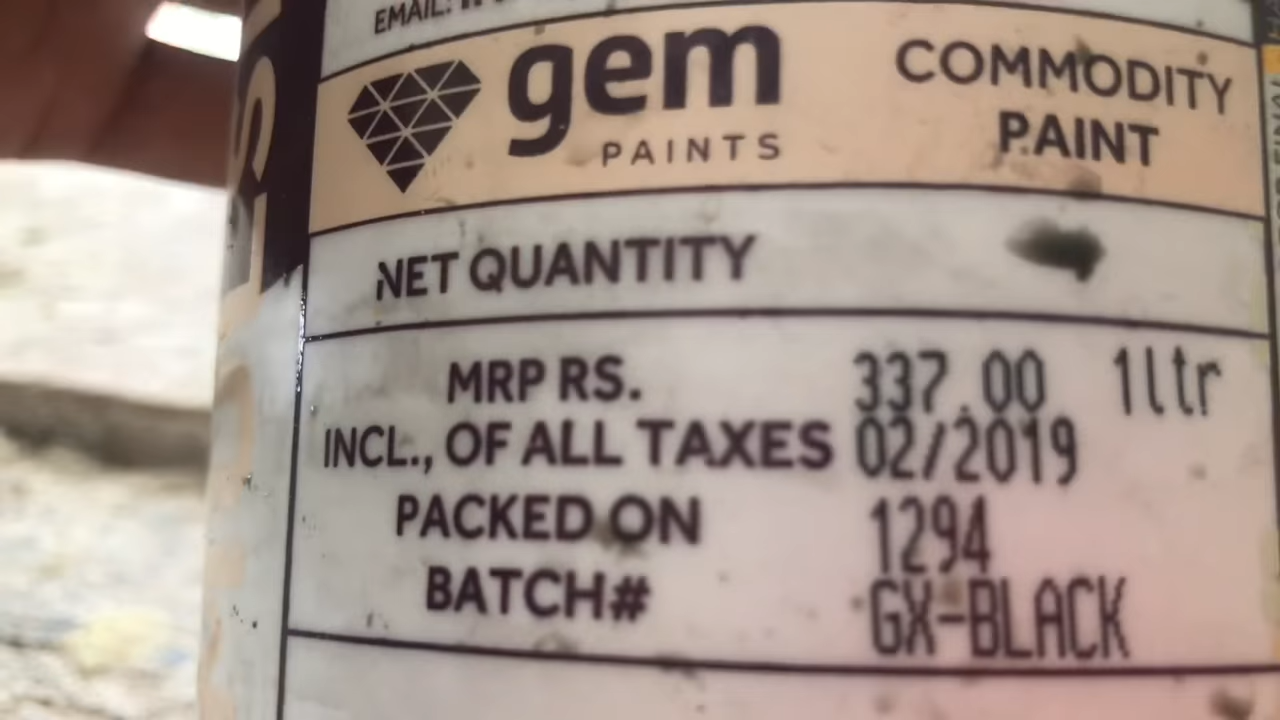 EMAIL:
gem
PAINTS
COMMODITY
PAINT
NET QUANTITY
MRP RS. 337.00 1ltr
INCL., OF ALL TAXES 02/2019
PACKED ON 1294
BATCH# GX-BLACK